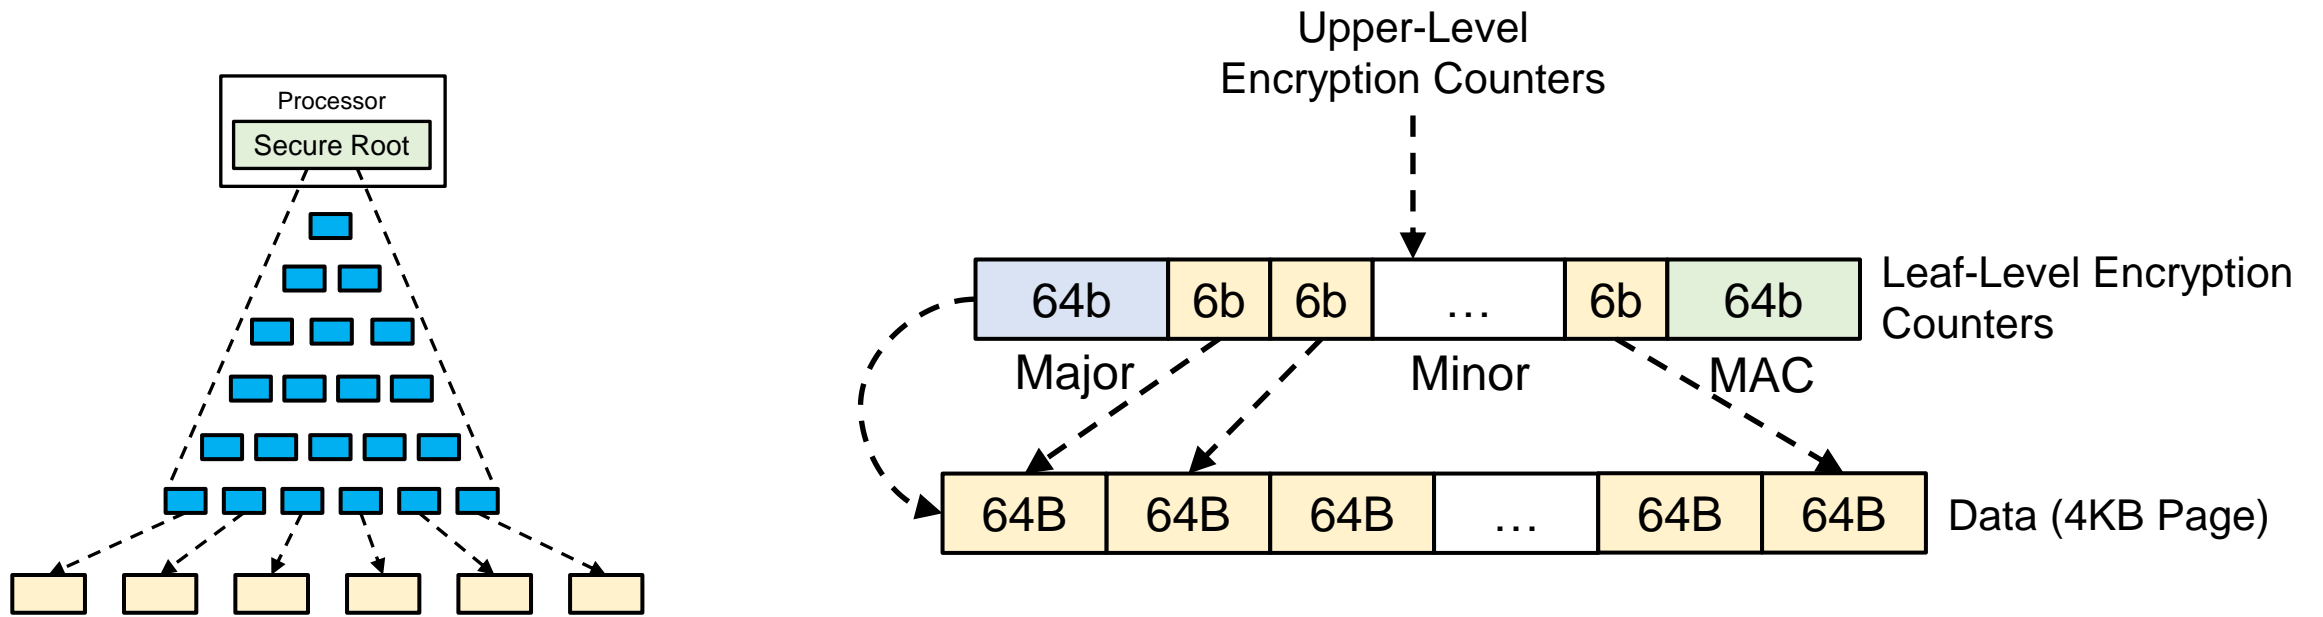 Processor
Secure Root
Upper-Level
Encryption Counters
64b 6b 6b … 6b 64b
Leaf-Level Encryption
Counters
Major Minor MAC
64B 64B 64B … 64B 64B
Data (4KB Page)